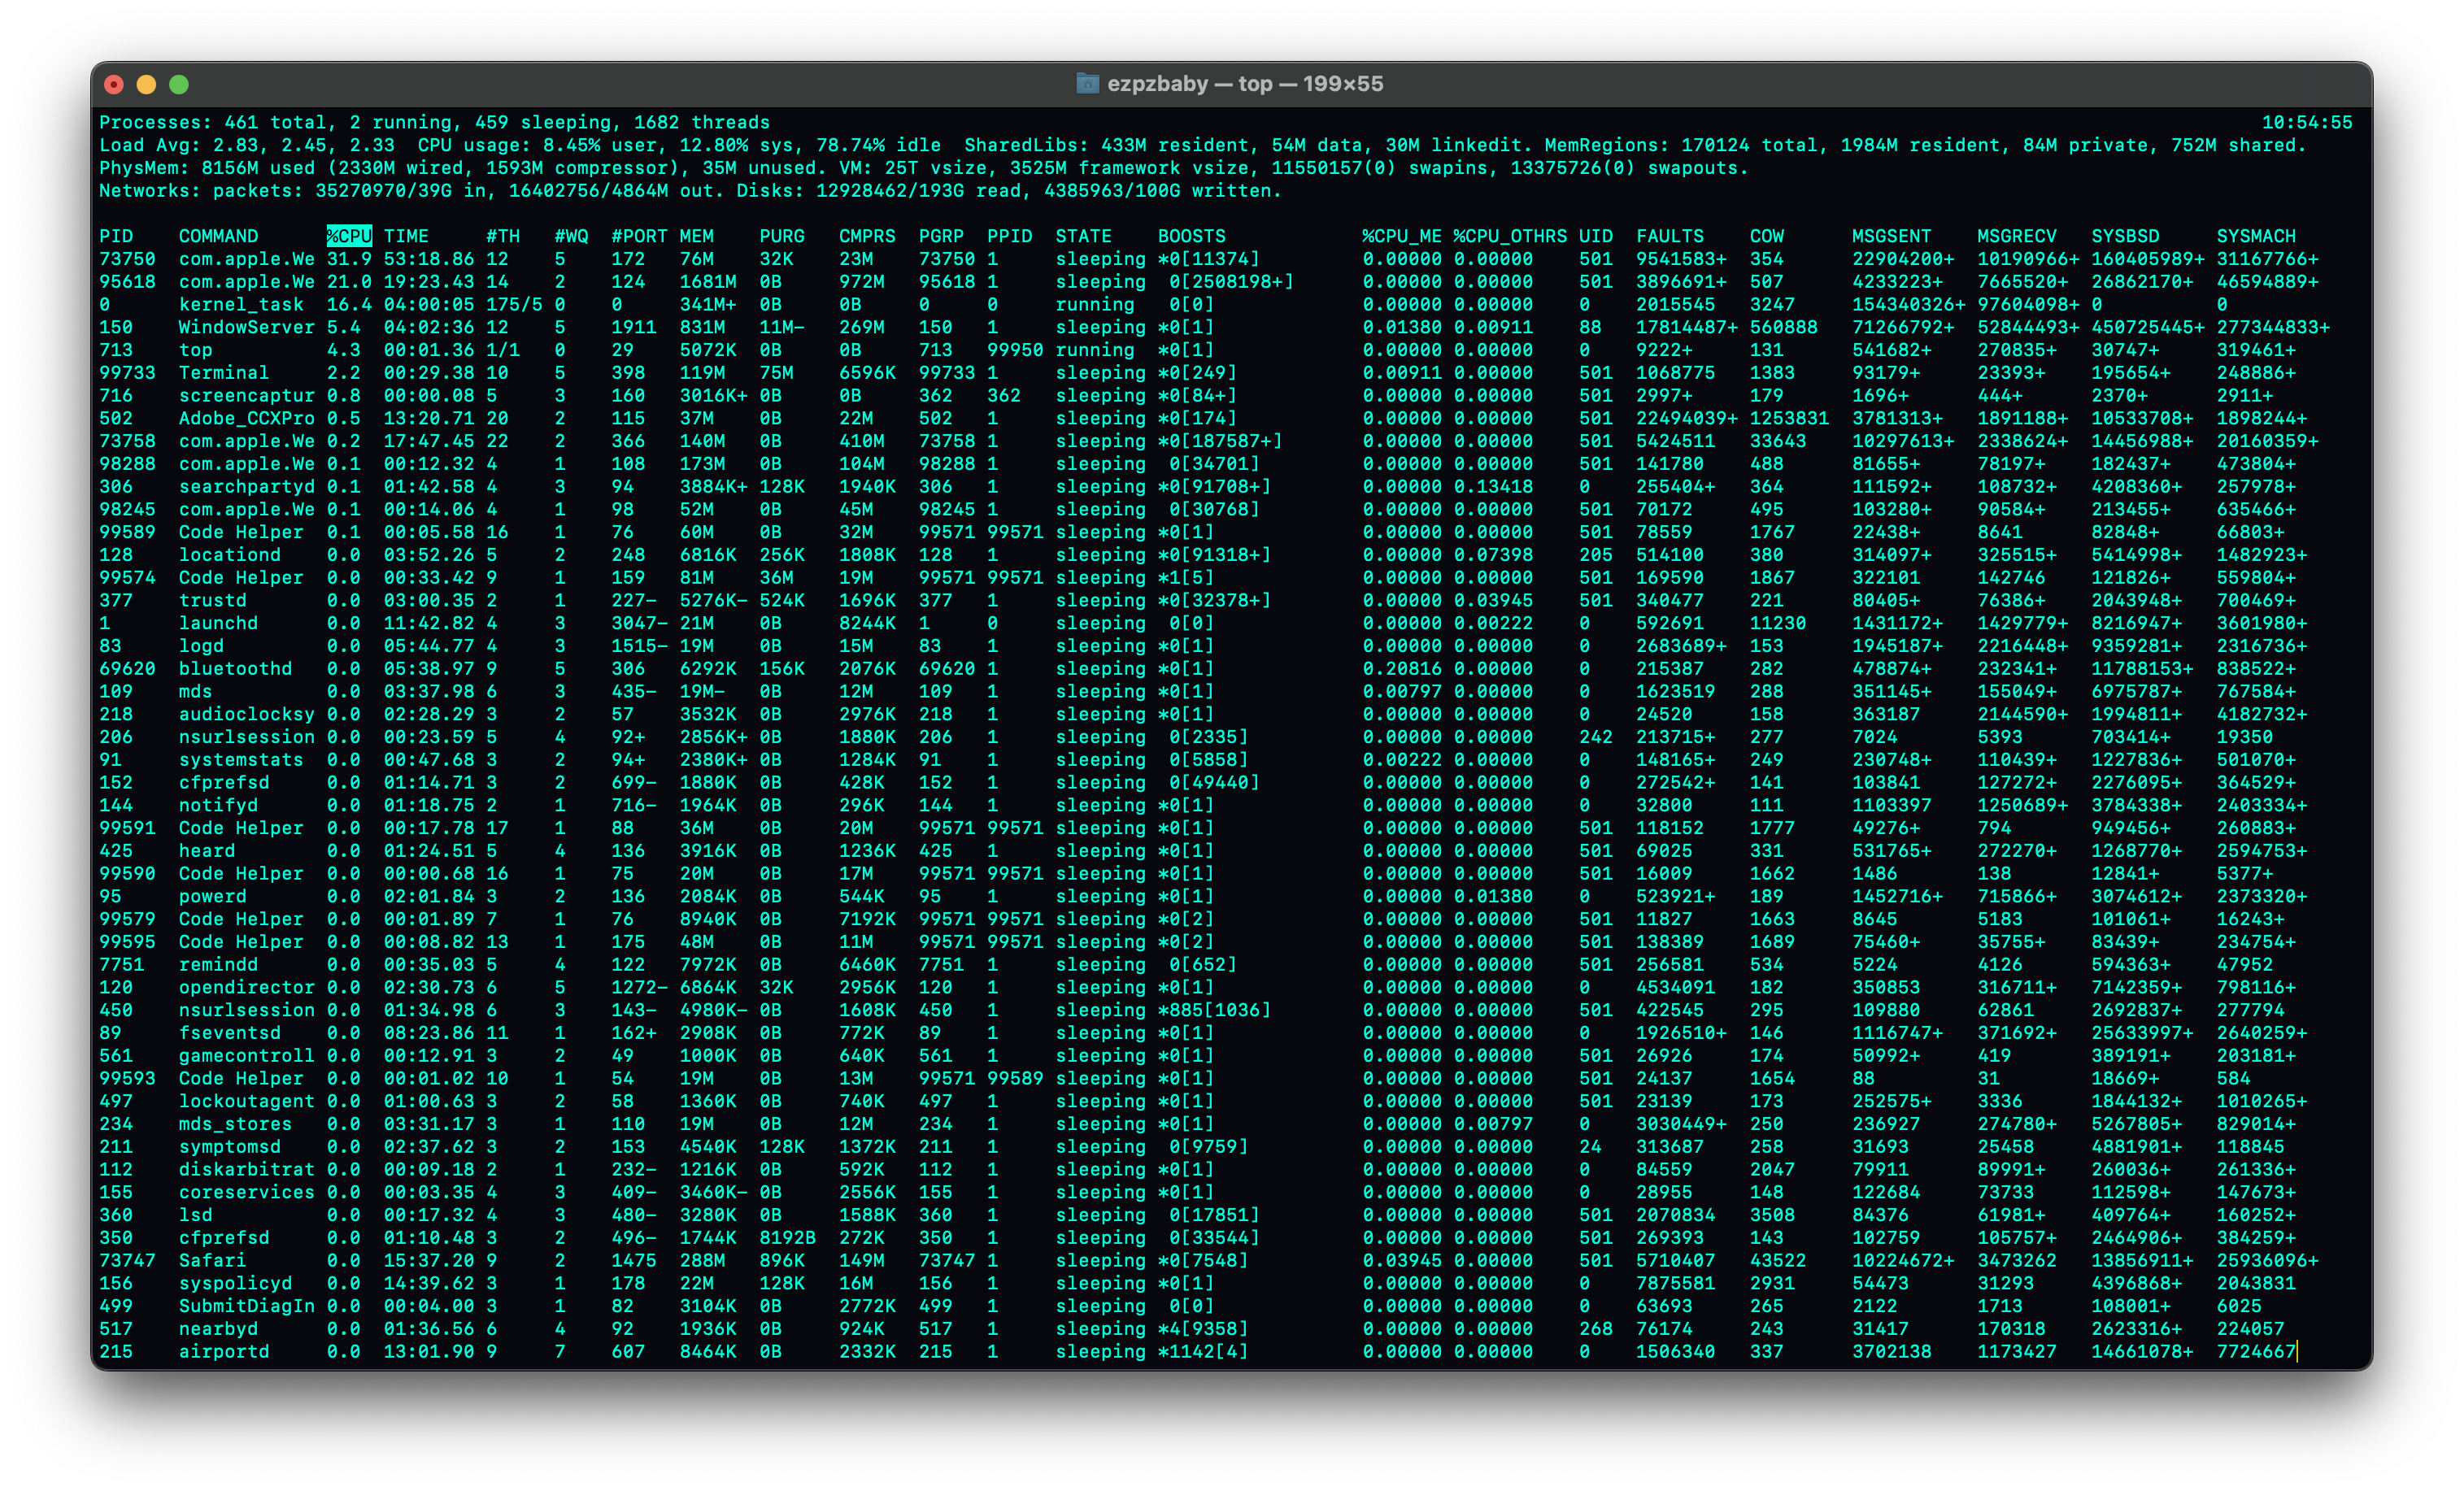 ezpzbaby — top — 199×55
Processes: 461 total, 2 running, 459 sleeping, 1682 threads 10:54:55
Load Avg: 2.83, 2.45, 2.33 CPU usage: 8.45% user, 12.80% sys, 78.74% idle SharedLibs: 433M resident, 54M data, 30M linkedit. MemRegions: 170124 total, 1984M resident, 84M private, 752M shared.
PhysMem: 8156M used (2330M wired, 1593M compressor), 35M unused. VM: 25T vsize, 3525M framework vsize, 11550157(0) swapins, 13375726(0) swapouts.
Networks: packets: 35270970/39G in, 16402756/4864M out. Disks: 12928462/193G read, 4385963/100G written.
PID COMMAND %CPU TIME #TH #WQ #PORT MEM PURG CMPRS PGRP PPID STATE BOOSTS %CPU_ME %CPU_OTHRS UID FAULTS COW MSGSENT MSGRECV SYSBSD SYSMACH
73750 com.apple.We 31.9 53:18.86 12 5 172 76M 32K 23M 73750 1 sleeping *0[11374] 0.00000 0.00000 501 9541583+ 354 22904200+ 10190966+ 160405989+ 31167766+
95618 com.apple.We 21.0 19:23.43 14 2 124 1681M 0B 972M 95618 1 sleeping 0[2508198+] 0.00000 0.00000 501 3896691+ 507 4233223+ 7665520+ 26862170+ 46594889+
0 kernel_task 16.4 04:00:05 175/5 0 0 341M+ 0B 0B 0 0 running 0[0] 0.00000 0.00000 0 2015545 3247 154340326+ 97604098+ 0 0
150 WindowServer 5.4 04:02:36 12 5 1911 831M 11M- 269M 150 1 sleeping *0[1] 0.01380 0.00911 88 17814487+ 560888 71266792+ 52844493+ 450725445+ 277344833+
713 top 4.3 00:01.36 1/1 0 29 5072K 0B 0B 713 99950 running *0[1] 0.00000 0.00000 0 9222+ 131 541682+ 270835+ 30747+ 319461+
99733 Terminal 2.2 00:29.38 10 5 398 119M 75M 6596K 99733 1 sleeping *0[249] 0.00911 0.00000 501 1068775 1383 93179+ 23393+ 195654+ 248886+
716 screencaptur 0.8 00:00.08 5 3 160 3016K+ 0B 0B 362 362 sleeping *0[84+] 0.00000 0.00000 501 2997+ 179 1696+ 444+ 2370+ 2911+
502 Adobe_CCXPro 0.5 13:20.71 20 2 115 37M 0B 22M 502 1 sleeping *0[174] 0.00000 0.00000 501 22494039+ 1253831 3781313+ 1891188+ 10533708+ 1898244+
73758 com.apple.We 0.2 17:47.45 22 2 366 140M 0B 410M 73758 1 sleeping *0[187587+] 0.00000 0.00000 501 5424511 33643 10297613+ 2338624+ 14456988+ 20160359+
98288 com.apple.We 0.1 00:12.32 4 1 108 173M 0B 104M 98288 1 sleeping 0[34701] 0.00000 0.00000 501 141780 488 81655+ 78197+ 182437+ 473804+
306 searchpartyd 0.1 01:42.58 4 3 94 3884K+ 128K 1940K 306 1 sleeping *0[91708+] 0.00000 0.13418 0 255404+ 364 111592+ 108732+ 4208360+ 257978+
98245 com.apple.We 0.1 00:14.06 4 1 98 52M 0B 45M 98245 1 sleeping 0[30768] 0.00000 0.00000 501 70172 495 103280+ 90584+ 213455+ 635466+
99589 Code Helper 0.1 00:05.58 16 1 76 60M 0B 32M 99571 99571 sleeping *0[1] 0.00000 0.00000 501 78559 1767 22438+ 8641 82848+ 66803+
128 locationd 0.0 03:52.26 5 2 248 6816K 256K 1808K 128 1 sleeping *0[91318+] 0.00000 0.07398 205 514100 380 314097+ 325515+ 5414998+ 1482923+
99574 Code Helper 0.0 00:33.42 9 1 159 81M 36M 19M 99571 99571 sleeping *1[5] 0.00000 0.00000 501 169590 1867 322101 142746 121826+ 559804+
377 trustd 0.0 03:00.35 2 1 227- 5276K- 524K 1696K 377 1 sleeping *0[32378+] 0.00000 0.03945 501 340477 221 80405+ 76386+ 2043948+ 700469+
1 launchd 0.0 11:42.82 4 3 3047- 21M 0B 8244K 1 0 sleeping 0[0] 0.00000 0.00222 0 592691 11230 1431172+ 1429779+ 8216947+ 3601980+
83 logd 0.0 05:44.77 4 3 1515- 19M 0B 15M 83 1 sleeping *0[1] 0.00000 0.00000 0 2683689+ 153 1945187+ 2216448+ 9359281+ 2316736+
69620 bluetoothd 0.0 05:38.97 9 5 306 6292K 156K 2076K 69620 1 sleeping *0[1] 0.20816 0.00000 0 215387 282 478874+ 232341+ 11788153+ 838522+
109 mds 0.0 03:37.98 6 3 435- 19M- 0B 12M 109 1 sleeping *0[1] 0.00797 0.00000 0 1623519 288 351145+ 155049+ 6975787+ 767584+
218 audioclocksy 0.0 02:28.29 3 2 57 3532K 0B 2976K 218 1 sleeping *0[1] 0.00000 0.00000 0 24520 158 363187 2144590+ 1994811+ 4182732+
206 nsurlsession 0.0 00:23.59 5 4 92+ 2856K+ 0B 1880K 206 1 sleeping 0[2335] 0.00000 0.00000 242 213715+ 277 7024 5393 703414+ 19350
91 systemstats 0.0 00:47.68 3 2 94+ 2380K+ 0B 1284K 91 1 sleeping 0[5858] 0.00222 0.00000 0 148165+ 249 230748+ 110439+ 1227836+ 501070+
152 cfprefsd 0.0 01:14.71 3 2 699- 1880K 0B 428K 152 1 sleeping 0[49440] 0.00000 0.00000 0 272542+ 141 103841 127272+ 2276095+ 364529+
144 notifyd 0.0 01:18.75 2 1 716- 1964K 0B 296K 144 1 sleeping *0[1] 0.00000 0.00000 0 32800 111 1103397 1250689+ 3784338+ 2403334+
99591 Code Helper 0.0 00:17.78 17 1 88 36M 0B 20M 99571 99571 sleeping *0[1] 0.00000 0.00000 501 118152 1777 49276+ 794 949456+ 260883+
425 heard 0.0 01:24.51 5 4 136 3916K 0B 1236K 425 1 sleeping *0[1] 0.00000 0.00000 501 69025 331 531765+ 272270+ 1268770+ 2594753+
99590 Code Helper 0.0 00:00.68 16 1 75 20M 0B 17M 99571 99571 sleeping *0[1] 0.00000 0.00000 501 16009 1662 1486 138 12841+ 5377+
95 powerd 0.0 02:01.84 3 2 136 2084K 0B 544K 95 1 sleeping *0[1] 0.00000 0.01380 0 523921+ 189 1452716+ 715866+ 3074612+ 2373320+
99579 Code Helper 0.0 00:01.89 7 1 76 8940K 0B 7192K 99571 99571 sleeping *0[2] 0.00000 0.00000 501 11827 1663 8645 5183 101061+ 16243+
99595 Code Helper 0.0 00:08.82 13 1 175 48M 0B 11M 99571 99571 sleeping *0[2] 0.00000 0.00000 501 138389 1689 75460+ 35755+ 83439+ 234754+
7751 remindd 0.0 00:35.03 5 4 122 7972K 0B 6460K 7751 1 sleeping 0[652] 0.00000 0.00000 501 256581 534 5224 4126 594363+ 47952
120 opendirector 0.0 02:30.73 6 5 1272- 6864K 32K 2956K 120 1 sleeping *0[1] 0.00000 0.00000 0 4534091 182 350853 316711+ 7142359+ 798116+
450 nsurlsession 0.0 01:34.98 6 3 143- 4980K- 0B 1608K 450 1 sleeping *885[1036] 0.00000 0.00000 501 422545 295 109880 62861 2692837+ 277794
89 fseventsd 0.0 08:23.86 11 1 162+ 2908K 0B 772K 89 1 sleeping *0[1] 0.00000 0.00000 0 1926510+ 146 1116747+ 371692+ 25633997+ 2640259+
561 gamecontroll 0.0 00:12.91 3 2 49 1000K 0B 640K 561 1 sleeping *0[1] 0.00000 0.00000 501 26926 174 50992+ 419 389191+ 203181+
99593 Code Helper 0.0 00:01.02 10 1 54 19M 0B 13M 99571 99589 sleeping *0[1] 0.00000 0.00000 501 24137 1654 88 31 18669+ 584
497 lockoutagent 0.0 01:00.63 3 2 58 1360K 0B 740K 497 1 sleeping *0[1] 0.00000 0.00000 501 23139 173 252575+ 3336 1844132+ 1010265+
234 mds_stores 0.0 03:31.17 3 1 110 19M 0B 12M 234 1 sleeping *0[1] 0.00000 0.00797 0 3030449+ 250 236927 274780+ 5267805+ 829014+
211 symptomsd 0.0 02:37.62 3 2 153 4540K 128K 1372K 211 1 sleeping 0[9759] 0.00000 0.00000 24 313687 258 31693 25458 4881901+ 118845
112 diskarbitrat 0.0 00:09.18 2 1 232- 1216K 0B 592K 112 1 sleeping *0[1] 0.00000 0.00000 0 84559 2047 79911 89991+ 260036+ 261336+
155 coreservices 0.0 00:03.35 4 3 409- 3460K- 0B 2556K 155 1 sleeping *0[1] 0.00000 0.00000 0 28955 148 122684 73733 112598+ 147673+
360 lsd 0.0 00:17.32 4 3 480- 3280K 0B 1588K 360 1 sleeping 0[17851] 0.00000 0.00000 501 2070834 3508 84376 61981+ 409764+ 160252+
350 cfprefsd 0.0 01:10.48 3 2 496- 1744K 8192B 272K 350 1 sleeping 0[33544] 0.00000 0.00000 501 269393 143 102759 105757+ 2464906+ 384259+
73747 Safari 0.0 15:37.20 9 2 1475 288M 896K 149M 73747 1 sleeping *0[7548] 0.03945 0.00000 501 5710407 43522 10224672+ 3473262 13856911+ 25936096+
156 syspolicyd 0.0 14:39.62 3 1 178 22M 128K 16M 156 1 sleeping *0[1] 0.00000 0.00000 0 7875581 2931 54473 31293 4396868+ 2043831
499 SubmitDiagIn 0.0 00:04.00 3 1 82 3104K 0B 2772K 499 1 sleeping 0[0] 0.00000 0.00000 0 63693 265 2122 1713 108001+ 6025
517 nearbyd 0.0 01:36.56 6 4 92 1936K 0B 924K 517 1 sleeping *4[9358] 0.00000 0.00000 268 76174 243 31417 170318 2623316+ 224057
215 airportd 0.0 13:01.90 9 7 607 8464K 0B 2332K 215 1 sleeping *1142[4] 0.00000 0.00000 0 1506340 337 3702138 1173427 14661078+ 7724667